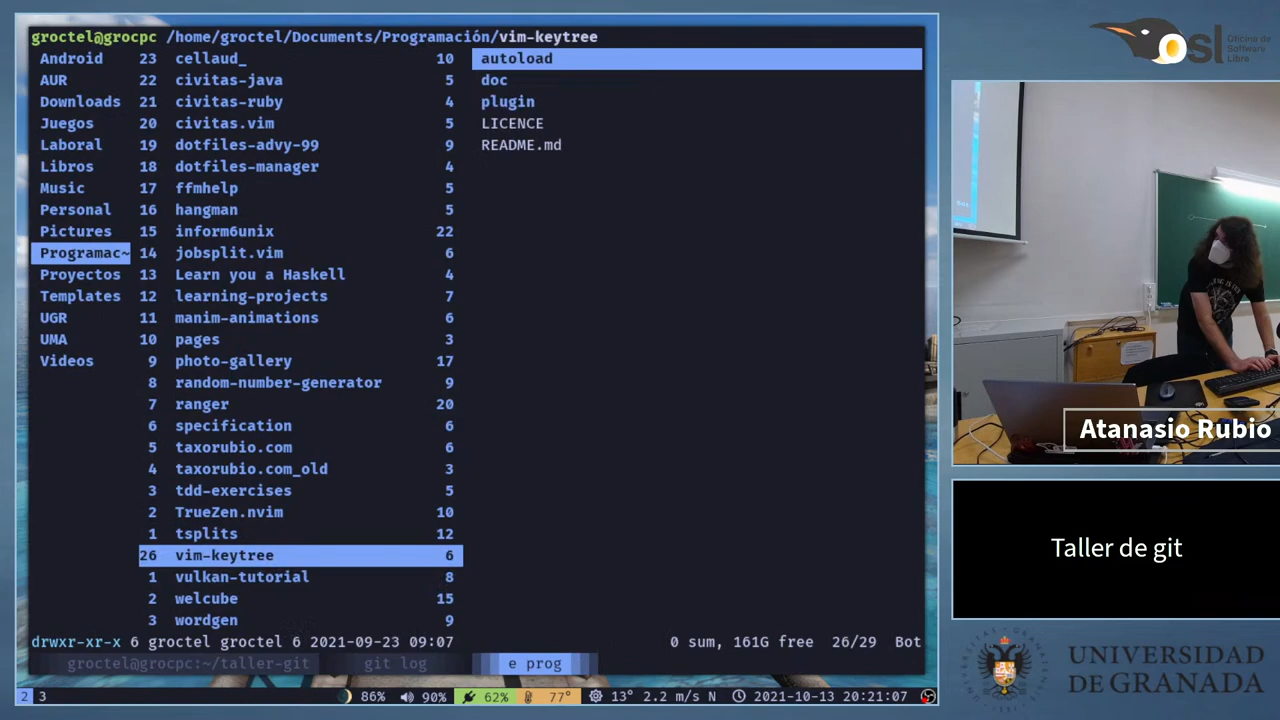 groctel@grocpc /home/groctel/Documents/Programación/vim-keytree
Android 23 cellaud_ 10 autoload
AUR 22 civitas-java 5 doc
Downloads 21 civitas-ruby 4 plugin
Juegos 20 civitas.vim 5 LICENCE
Laboral 19 dotfiles-advy-99 9 README.md
Libros 18 dotfiles-manager 4
Music 17 ffmhelp 5
Personal 16 hangman 5
Pictures 15 inform6unix 22
Programac~ 14 jobsplit.vim 6
Proyectos 13 Learn you a Haskell 4
Templates 12 learning-projects 7
UGR 11 manim-animations 6
UMA 10 pages 3
Videos 9 photo-gallery 17
8 random-number-generator 9
7 ranger 20
6 specification 6
5 taxorubio.com 6
4 taxorubio.com_old 3
3 tdd-exercises 5
2 TrueZen.nvim 10
1 tsplits 12
26 vim-keytree 6
1 vulkan-tutorial 8
2 welcube 15
3 wordgen 9
drwxr-xr-x 6 groctel groctel 6 2021-09-23 09:07 0 sum, 161G free 26/29 Bot
groctel@grocpc:~/taller-git git log e prog
2 3 86% 90% 62% 77° 13° 2.2 m/s N 2021-10-13 20:21:07
osl Oficina de
Software
Libre
Atanasio Rubio
Taller de git
UNIVERSIDAD
DE GRANADA